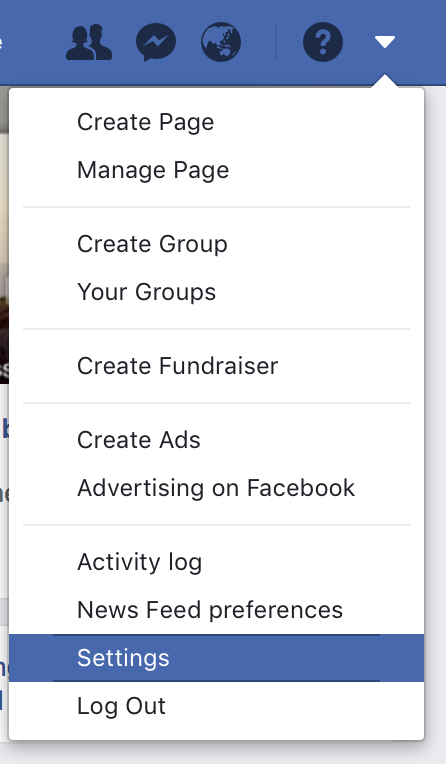 Create Page
Manage Page
Create Group
Your Groups
Create Fundraiser
Create Ads
Advertising on Facebook
Activity log
News Feed preferences
Settings
Log Out